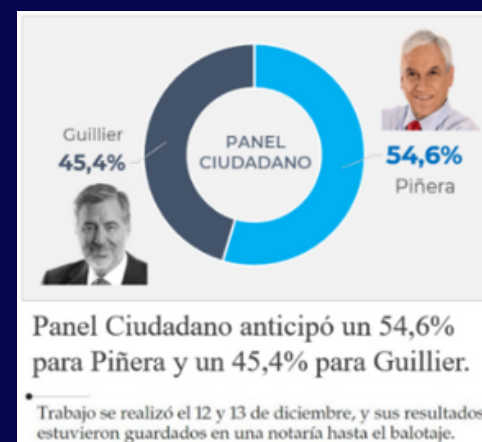 Guillier
45,4%
PANEL
CIUDADANO
54,6%
Piñera
Panel Ciudadano anticipó un 54,6%
para Piñera y un 45,4% para Guillier.
Trabajo se realizó el 12 y 13 de diciembre, y sus resultados
estuvieron guardados en una notaría hasta el balotaje.